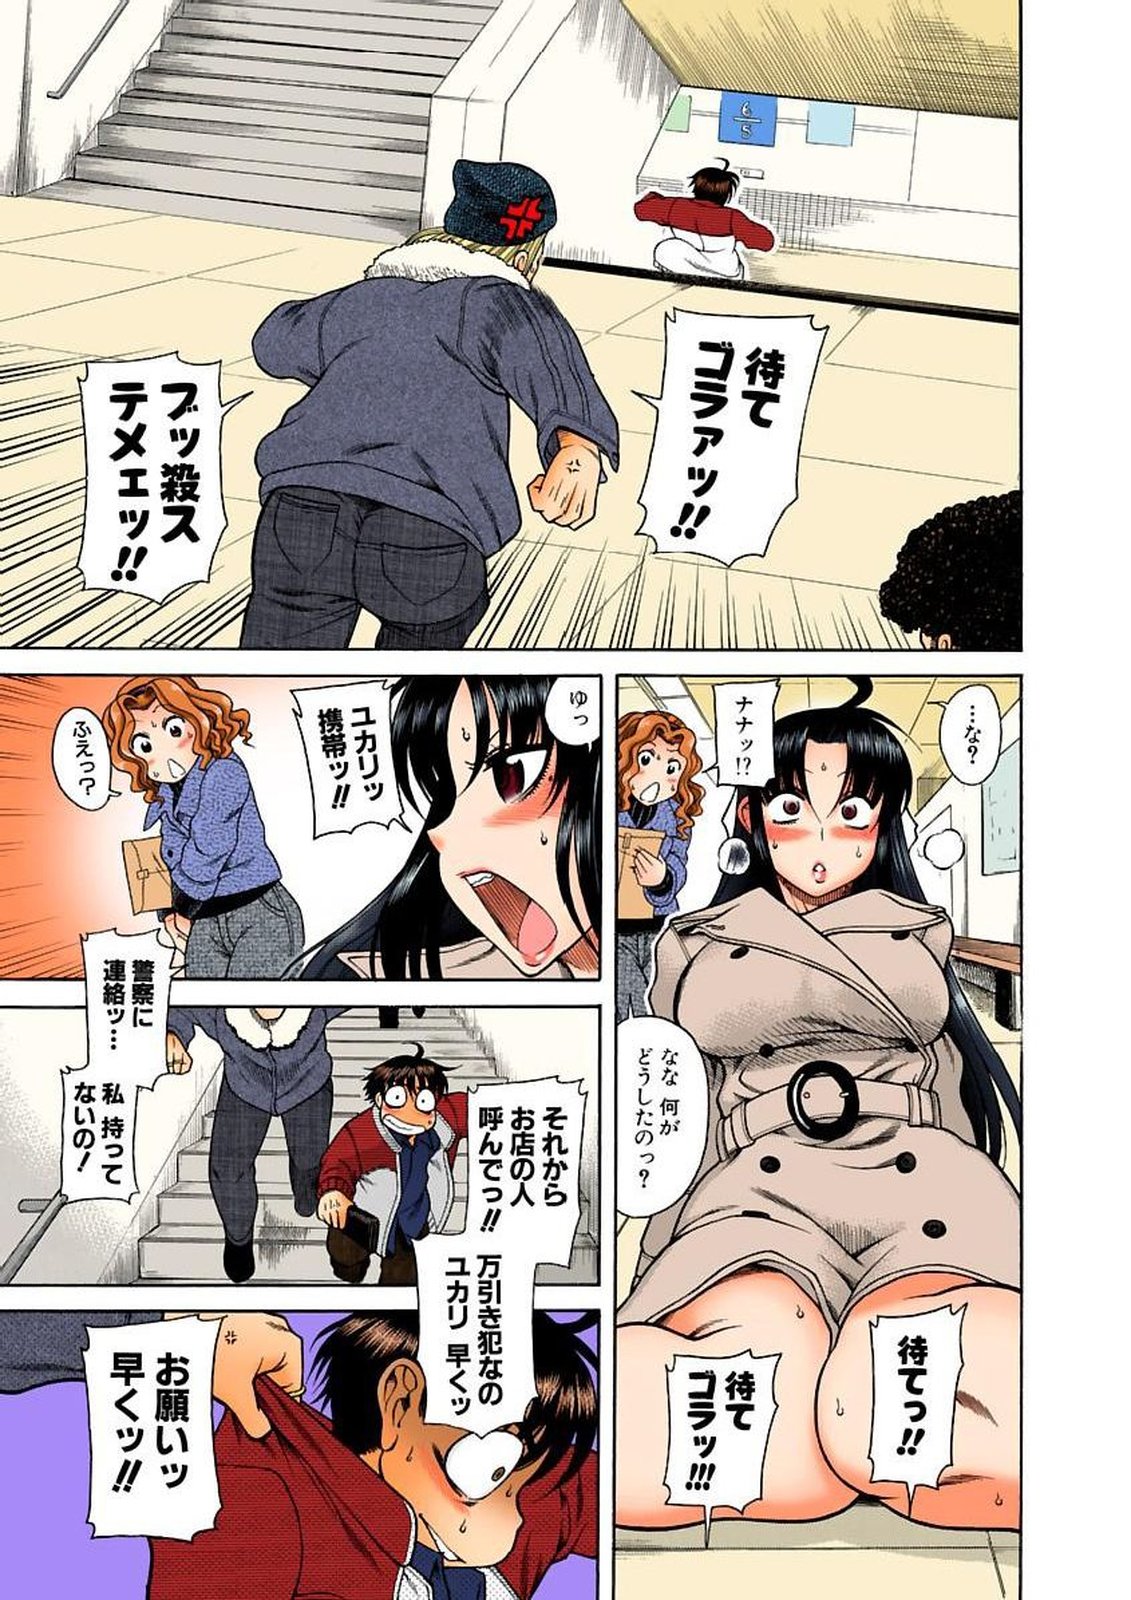 6
5
待て
ゴラァッ!!
ブッ殺ス
テメェッ!!
…な?
ナナッ!?
なな 何が
どうしたのっ?
待てっ!!
待て
ゴラッ!!!
ゆっ
ユカリッ
携帯ッ!!
ふえっ?
警察に
連絡ッ…
私 持って
ないの!
それから
お店の人
呼んでっ!!
万引き犯なの
ユカリ 早くッ
お願いッ
早くッ!!